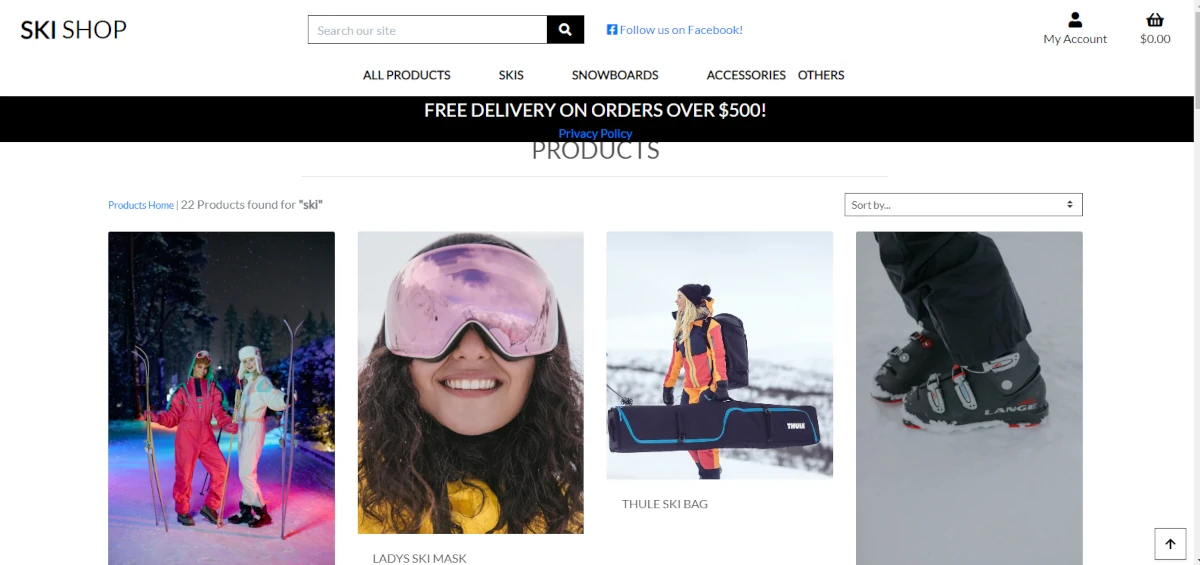 SKI SHOP
Search our site
Follow us on Facebook!
My Account
$0.00
ALL PRODUCTS SKIS SNOWBOARDS ACCESSORIES OTHERS
FREE DELIVERY ON ORDERS OVER $500!
Privacy Policy
PRODUCTS
Products Home | 22 Products found for "ski"
Sort by...
THULE
LANGE
THULE SKI BAG
LADYS SKI MASK